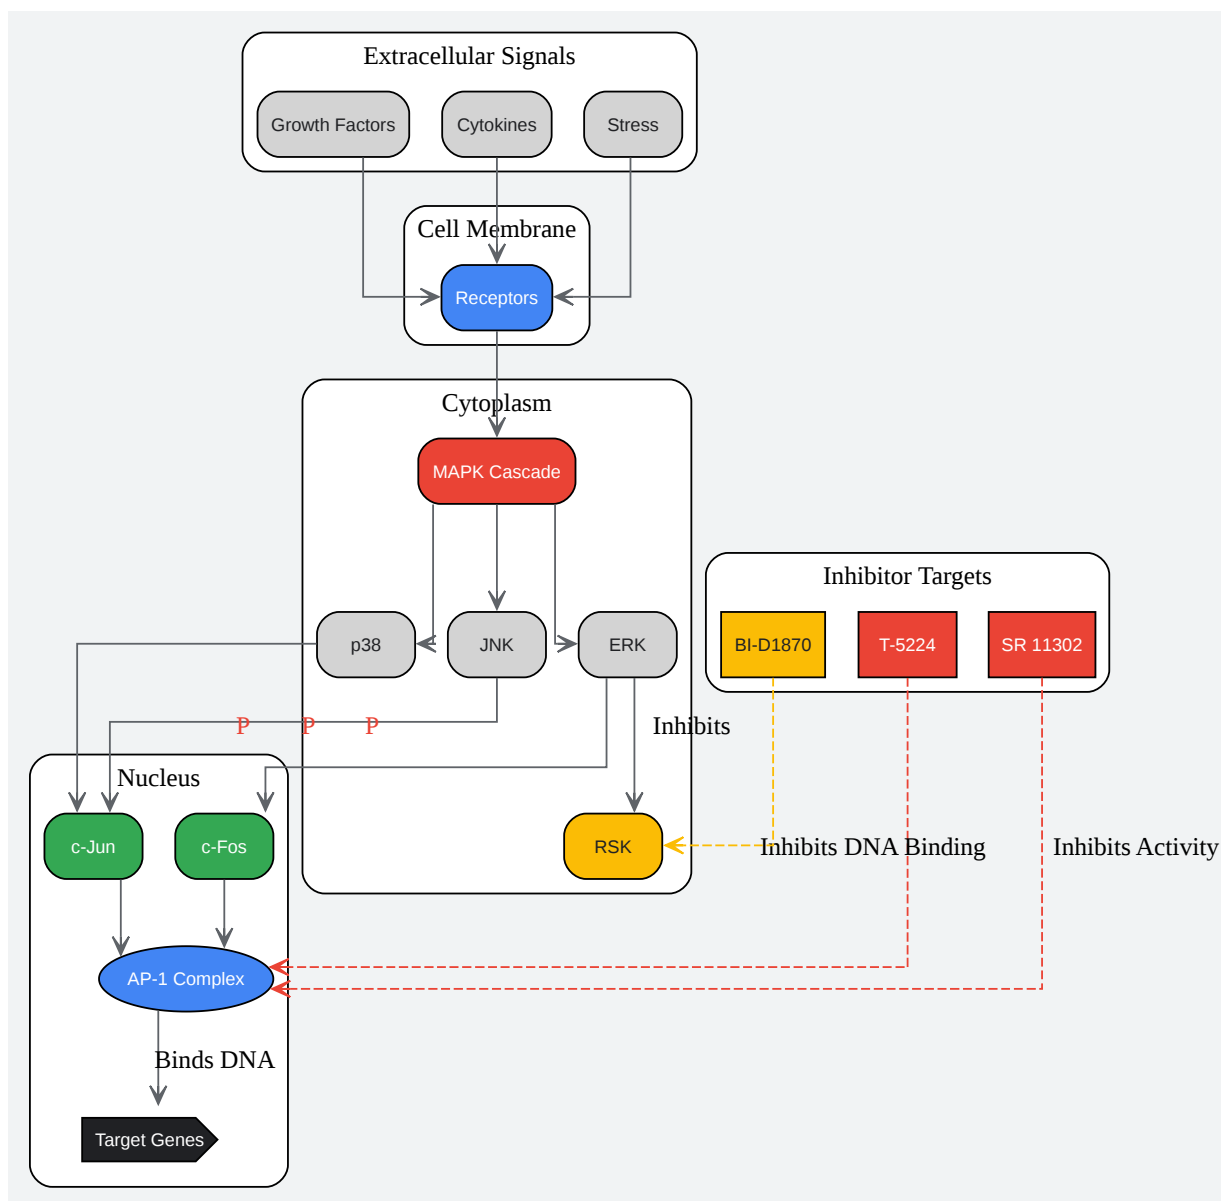 Extracellular Signals
Growth Factors
Cytokines
Stress
Cell Membrane
Receptors
Cytoplasm
MAPK Cascade
Inhibitor Targets
p38
JNK
ERK
BI-D1870
T-5224
SR 11302
P
P
P
Inhibits
Nucleus
c-Jun
c-Fos
RSK
Inhibits DNA Binding
Inhibits Activity
AP-1 Complex
Binds DNA
Target Genes